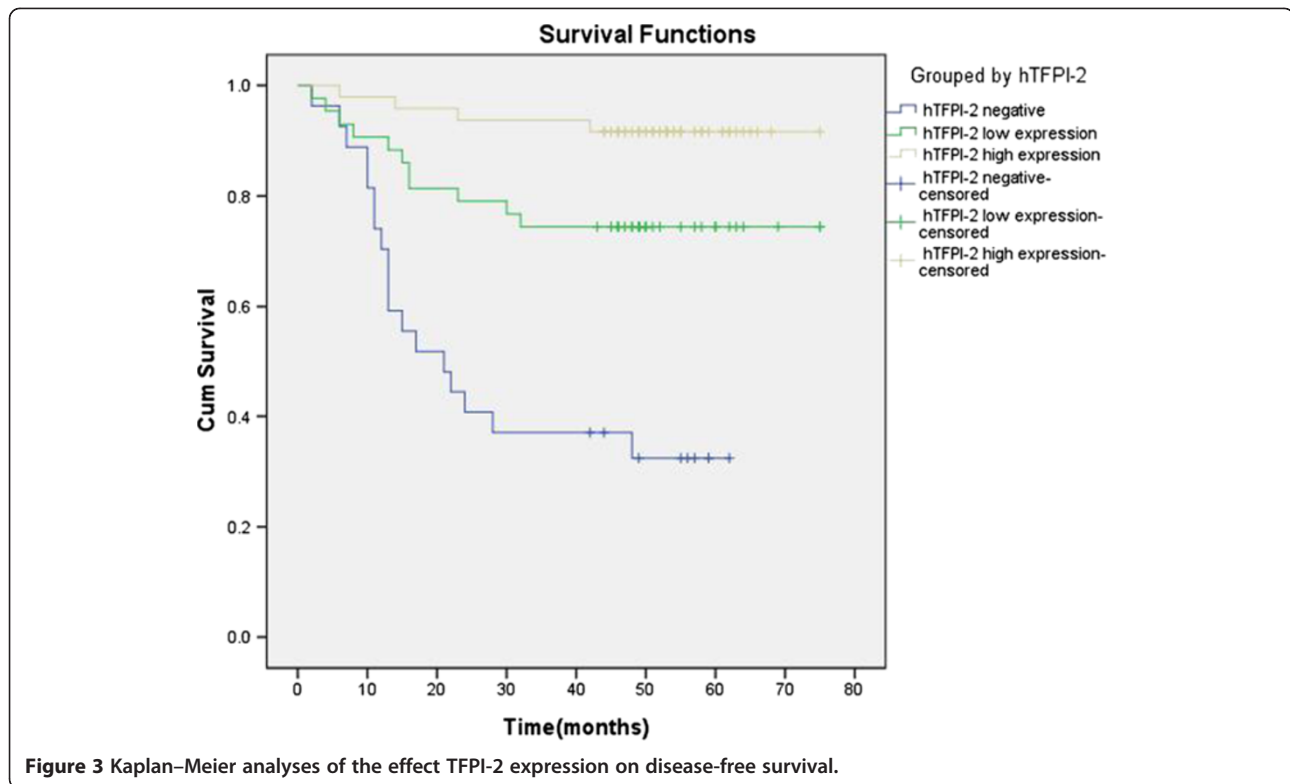 Survival Functions
Grouped by hTFPI-2
hTFPI-2 negative
hTFPI-2 low expression
hTFPI-2 high expression
hTFPI-2 negative-
censored
hTFPI-2 low expression-
censored
hTFPI-2 high expression-
censored
Cum Survival
1.0
0.8
0.6
0.4
0.2
0.0
0 10 20 30 40 50 60 70 80
Time(months)
Figure 3 Kaplan–Meier analyses of the effect TFPI-2 expression on disease-free survival.